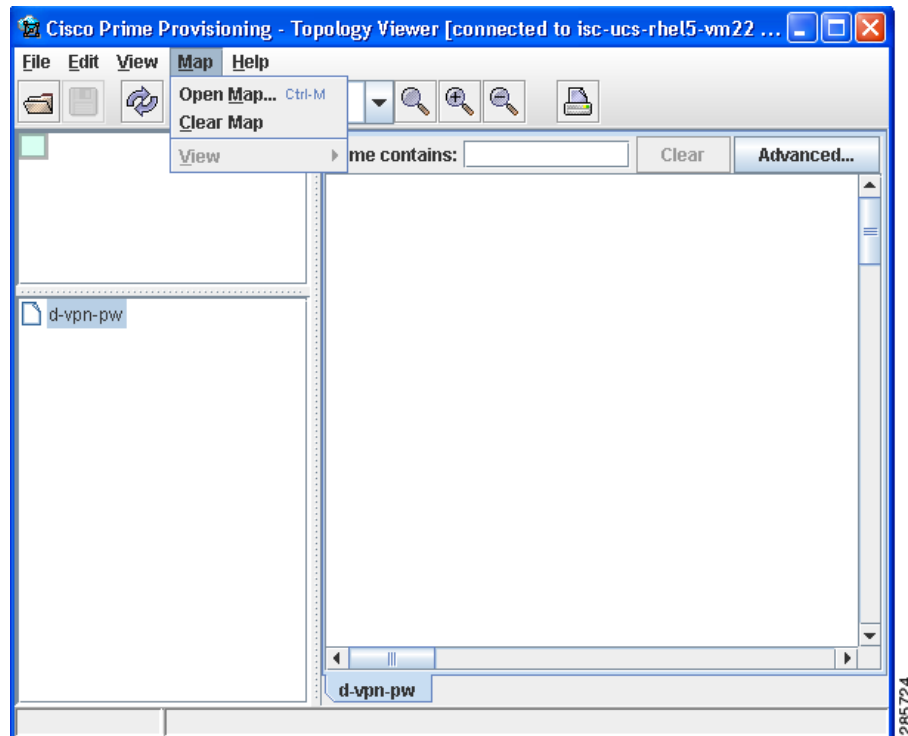 Cisco Prime Provisioning - Topology Viewer [connected to isc-ucs-rhel5-vm22 ...
File Edit View Map Help
Open Map... Ctrl-M
Clear Map
View
me contains: Clear Advanced...
d-vpn-pw
d-vpn-pw
285724